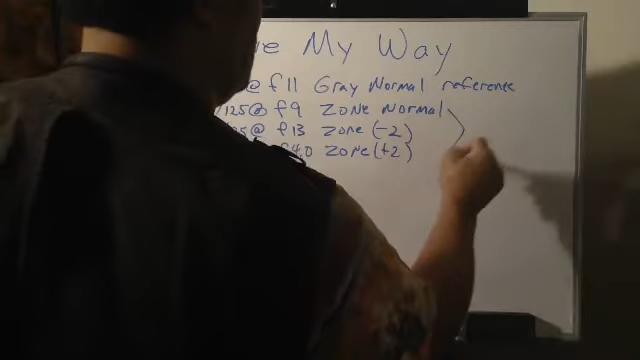 My Way
@ f11 Gray Normal reference
125@ f9 Zone Normal
@ f13 Zone (-2)
Zone (+2)